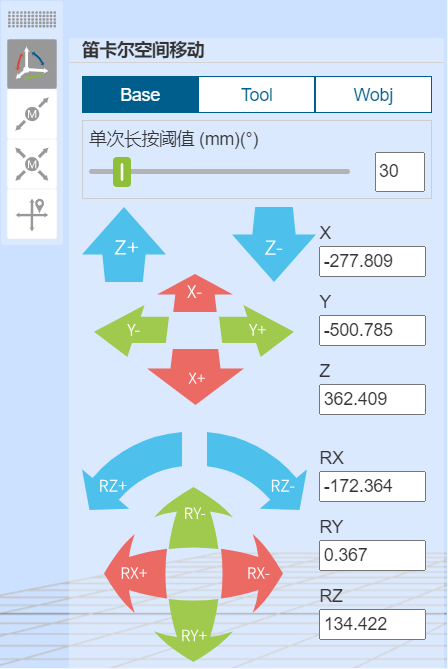 笛卡尔空间移动
Base Tool Wobj
单次长按阈值 (mm)(°)
30
Z+ Z-
X
-277.809
X-
Y
Y- Y+
-500.785
Z
X+
362.409
RX
RZ+ RZ-
-172.364
RY-
RY
RX+ RX-
0.367
RZ
RY+
134.422
M
M